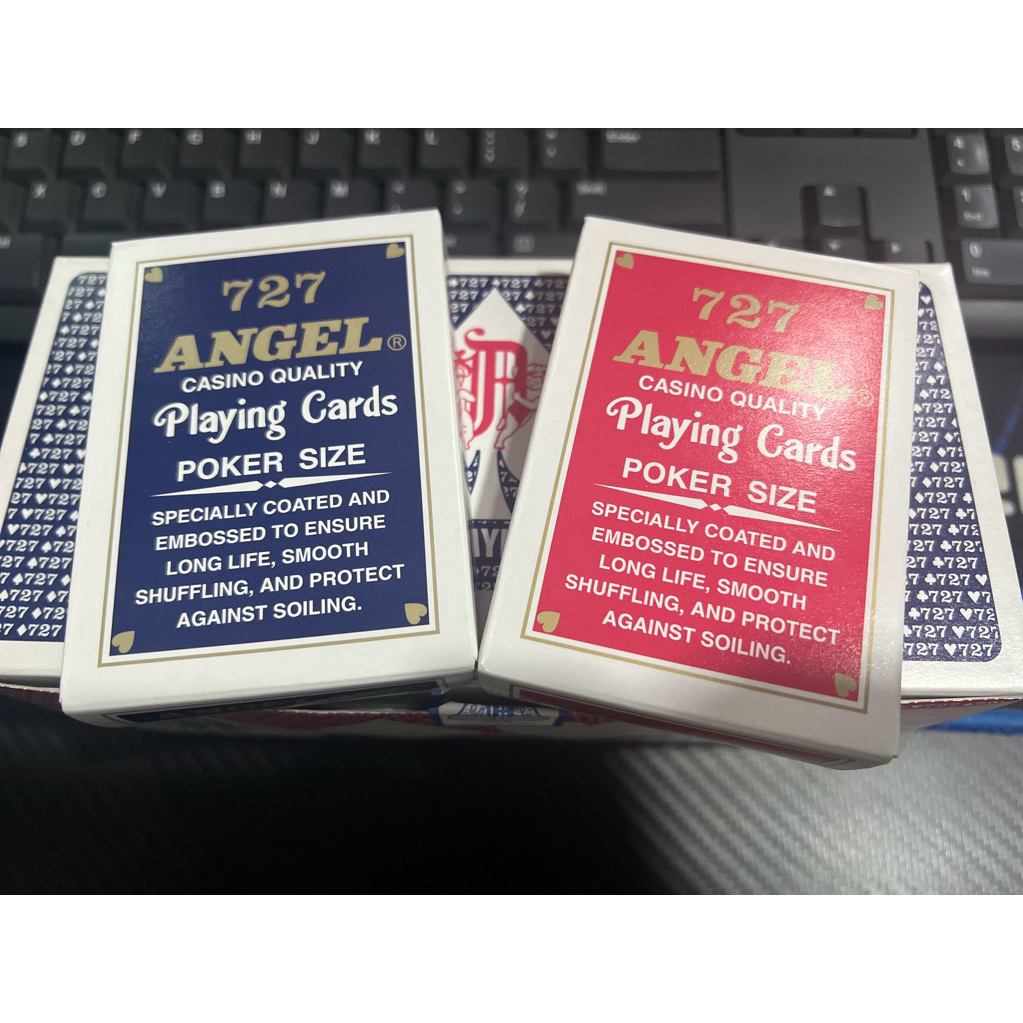 727
ANGEL®
CASINO QUALITY
Playing Cards
POKER SIZE
SPECIALLY COATED AND
EMBOSSED TO ENSURE
LONG LIFE, SMOOTH
SHUFFLING, AND PROTECT
AGAINST SOILING.
727
ANGEL®
CASINO QUALITY
Playing Cards
POKER SIZE
SPECIALLY COATED AND
EMBOSSED TO ENSURE
LONG LIFE, SMOOTH
SHUFFLING, AND PROTECT
AGAINST SOILING.